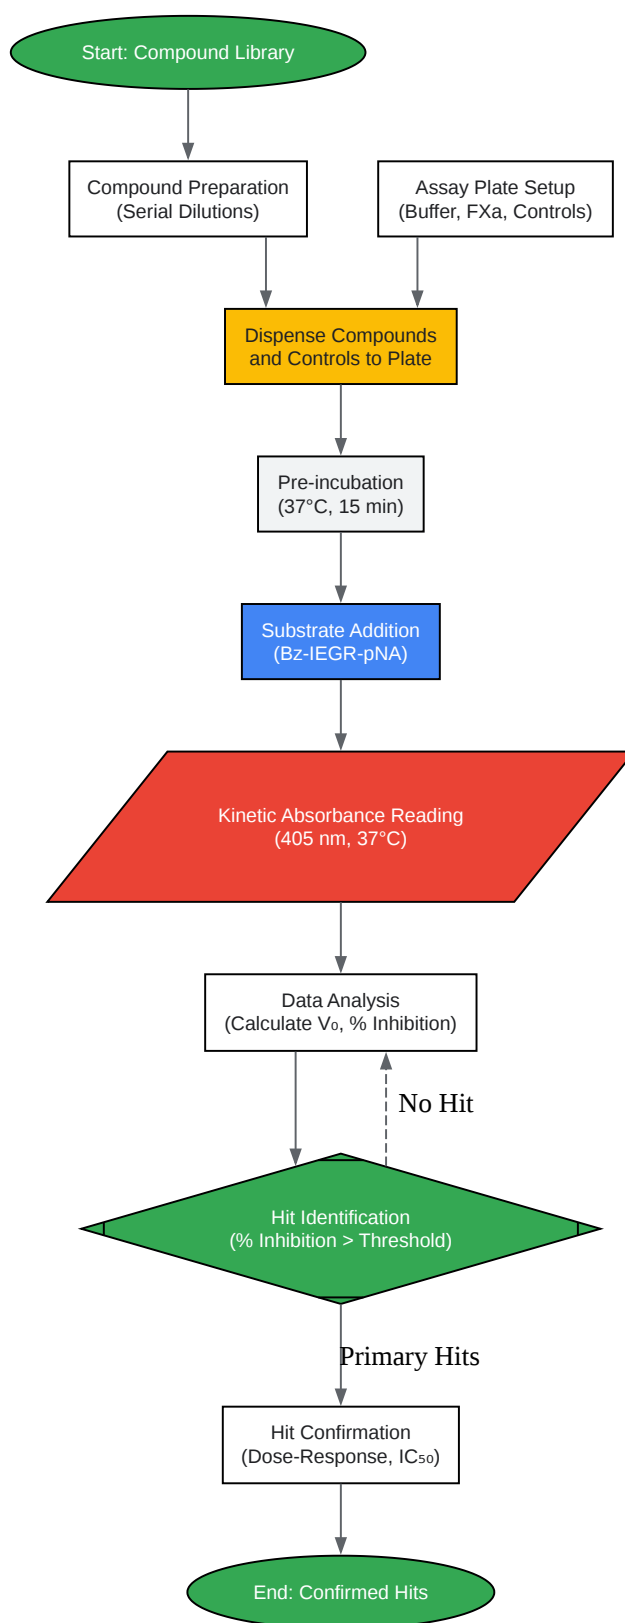 Start: Compound Library
Compound Preparation
(Serial Dilutions)
Assay Plate Setup
(Buffer, FXa, Controls)
Dispense Compounds
and Controls to Plate
Pre-incubation
(37°C, 15 min)
Substrate Addition
(Bz-IEGR-pNA)
Kinetic Absorbance Reading
(405 nm, 37°C)
Data Analysis
(Calculate V₀, % Inhibition)
No Hit
Hit Identification
(% Inhibition > Threshold)
Primary Hits
Hit Confirmation
(Dose-Response, IC₅₀)
End: Confirmed Hits